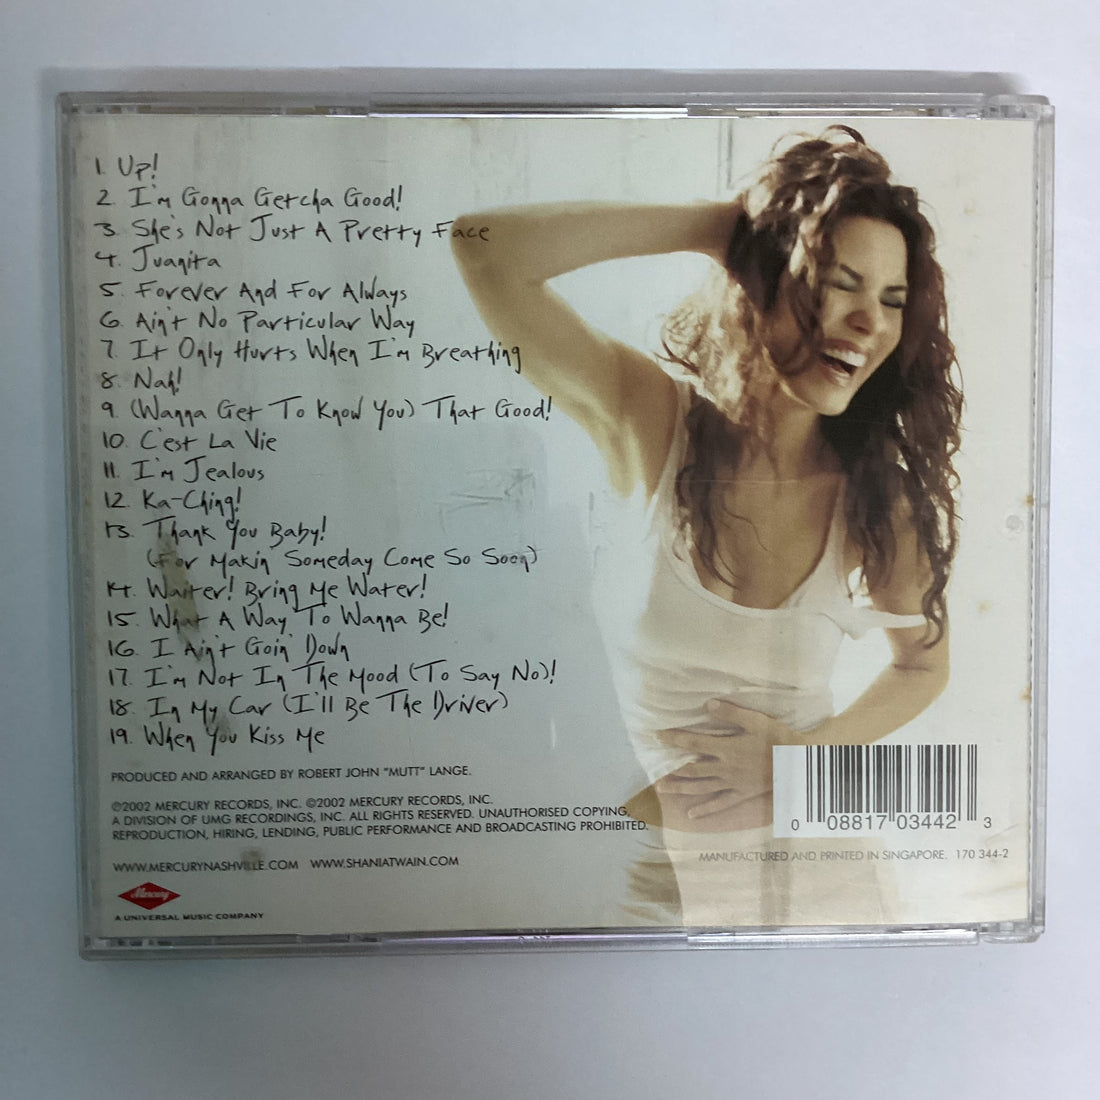 1. Up!
2. I'm Gonna Getcha Good!
3. She's Not Just A Pretty Face
4. Juanita
5. Forever And For Always
6. Ain't No Particular Way
7. It Only Hurts When I'm Breathing
8. Nah!
9. (Wanna Get To Know You) That Good!
10. C'est La Vie
11. I'm Jealous
12. Ka-Ching!
13. Thank You Baby!
(For Makin' Someday Come So Soon)
14. Waiter! Bring Me Water!
15. What A Way To Wanna Be!
16. I Ain't Goin' Down
17. I'm Not In The Mood (To Say No)!
18. In My Car (I'll Be The Driver)
19. When You Kiss Me
PRODUCED AND ARRANGED BY ROBERT JOHN "MUTT" LANGE.
℗2002 MERCURY RECORDS, INC. ©2002 MERCURY RECORDS, INC.
A DIVISION OF UMG RECORDINGS, INC. ALL RIGHTS RESERVED. UNAUTHORISED COPYING,
REPRODUCTION, HIRING, LENDING, PUBLIC PERFORMANCE AND BROADCASTING PROHIBITED.
WWW.MERCURYNASHVILLE.COM WWW.SHANIATWAIN.COM
Mercury
A UNIVERSAL MUSIC COMPANY
0 08817 03442 3
MANUFACTURED AND PRINTED IN SINGAPORE. 170 344-2